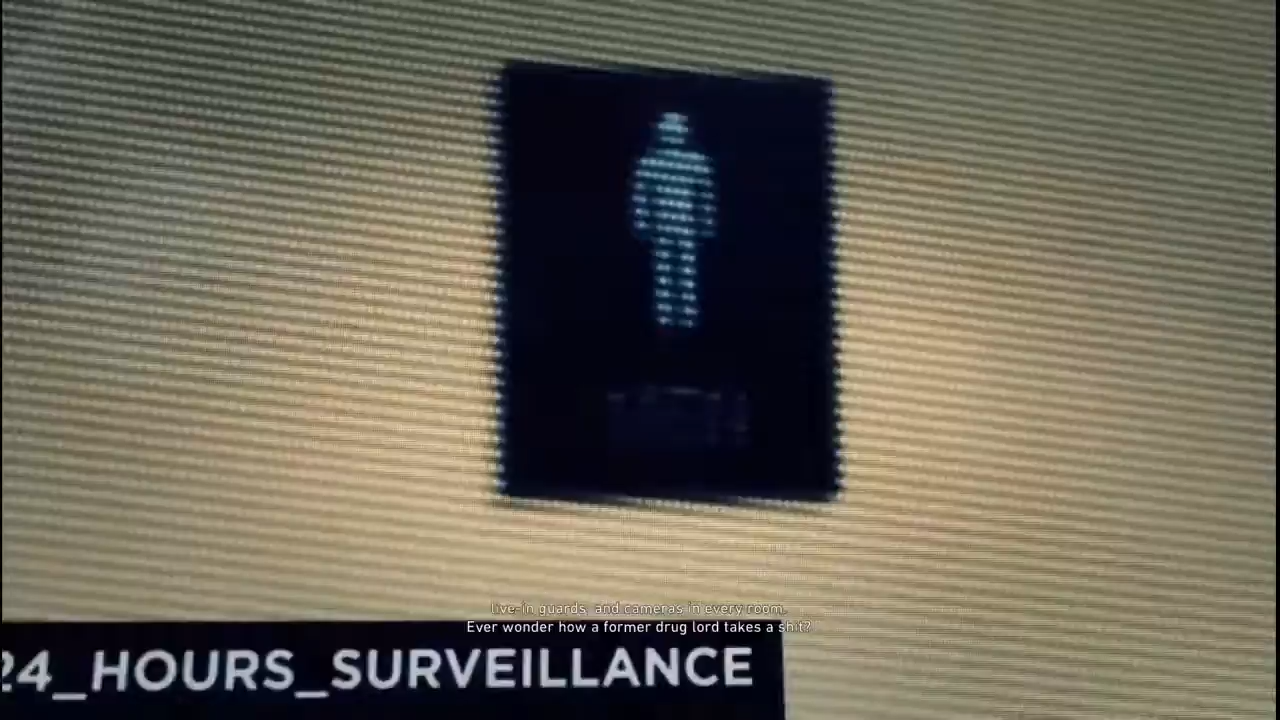 live-in guards, and cameras in every room.
Ever wonder how a former drug lord takes a shit?
24_HOURS_SURVEILLANCE